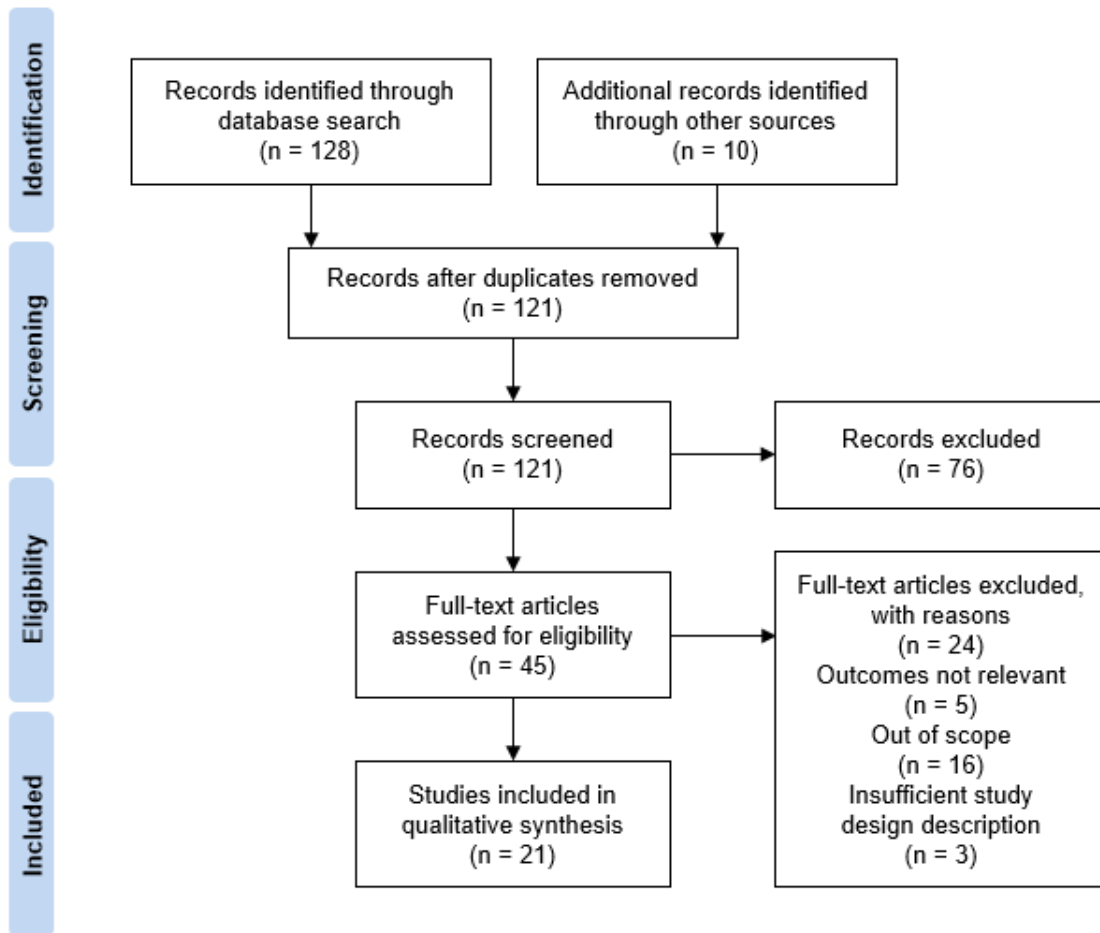 Identification
Records identified through
database search
(n = 128)
Additional records identified
through other sources
(n = 10)
Screening
Records after duplicates removed
(n = 121)
Records screened
(n = 121)
Records excluded
(n = 76)
Eligibility
Full-text articles
assessed for eligibility
(n = 45)
Full-text articles excluded,
with reasons
(n = 24)
Outcomes not relevant
(n = 5)
Out of scope
(n = 16)
Insufficient study
design description
(n = 3)
Included
Studies included in
qualitative synthesis
(n = 21)